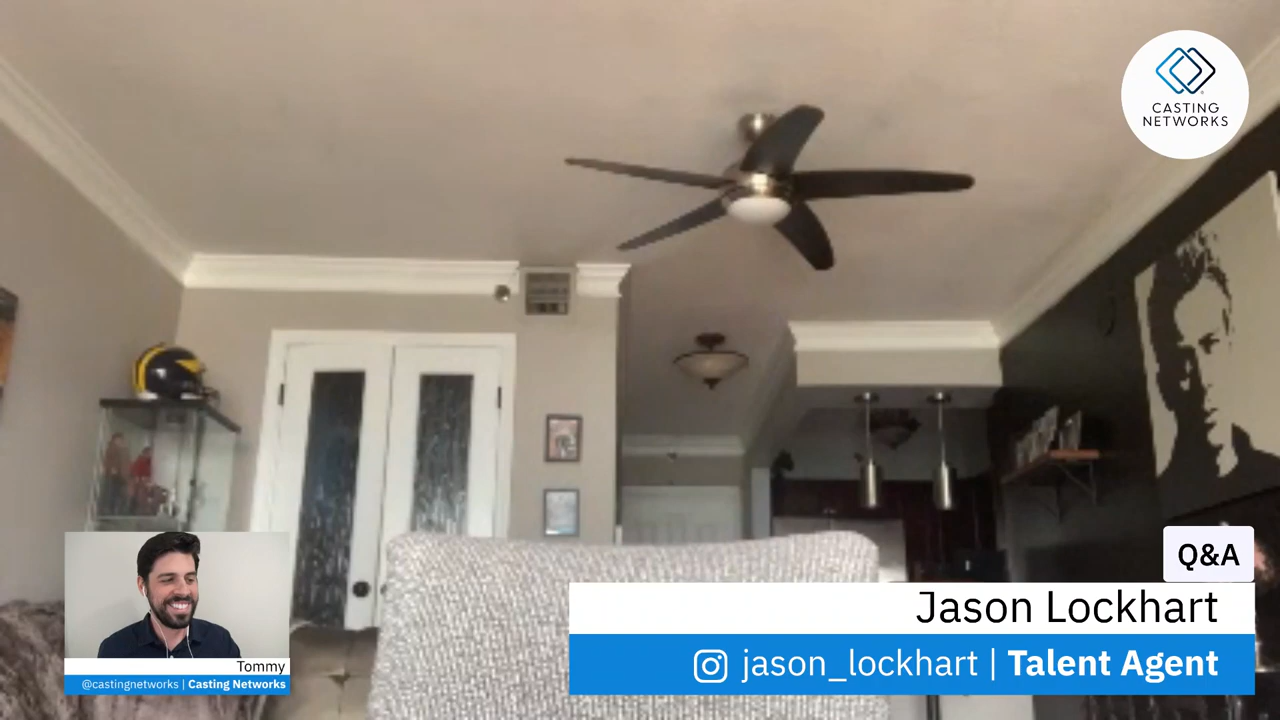 CASTING
NETWORKS
Q&A
Jason Lockhart
jason_lockhart | Talent Agent
Tommy
@castingnetworks | Casting Networks